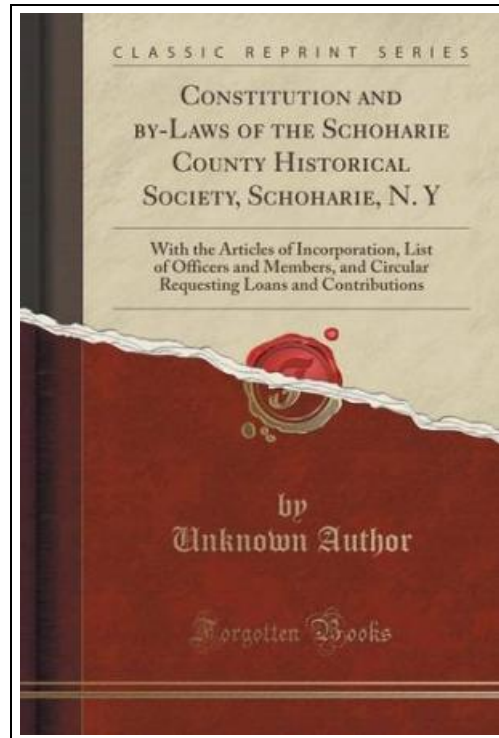 CLASSIC REPRINT SERIES
CONSTITUTION AND
BY-LAWS OF THE SCHOHARIE
COUNTY HISTORICAL
SOCIETY, SCHOHARIE, N. Y
With the Articles of Incorporation, List
of Officers and Members, and Circular
Requesting Loans and Contributions
by
Unknown Author
Forgotten Books